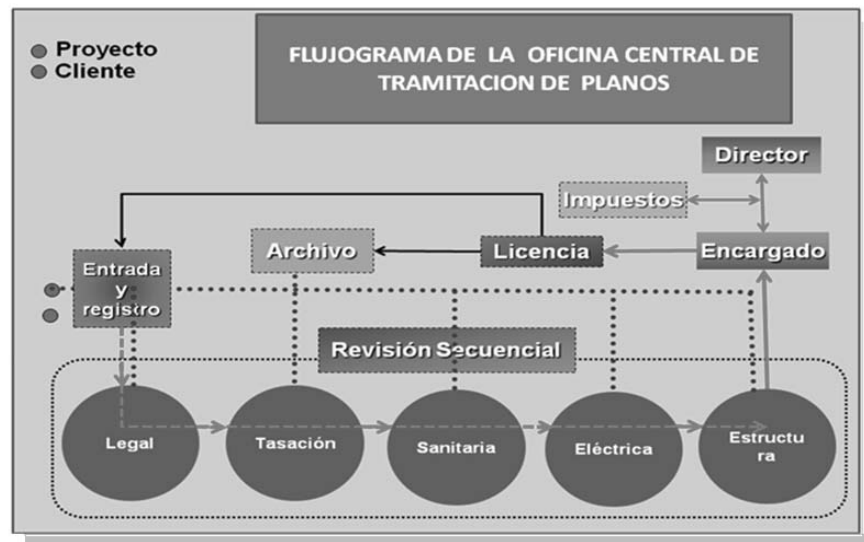 Proyecto
Cliente
FLUJOGRAMA DE LA OFICINA CENTRAL DE
TRAMITACION DE PLANOS
Director
Impuestos
Archivo
Licencia
Encargado
Entrada
y
registro
Revisión Secuencial
Legal
Tasación
Sanitaria
Eléctrica
Estructu
ra